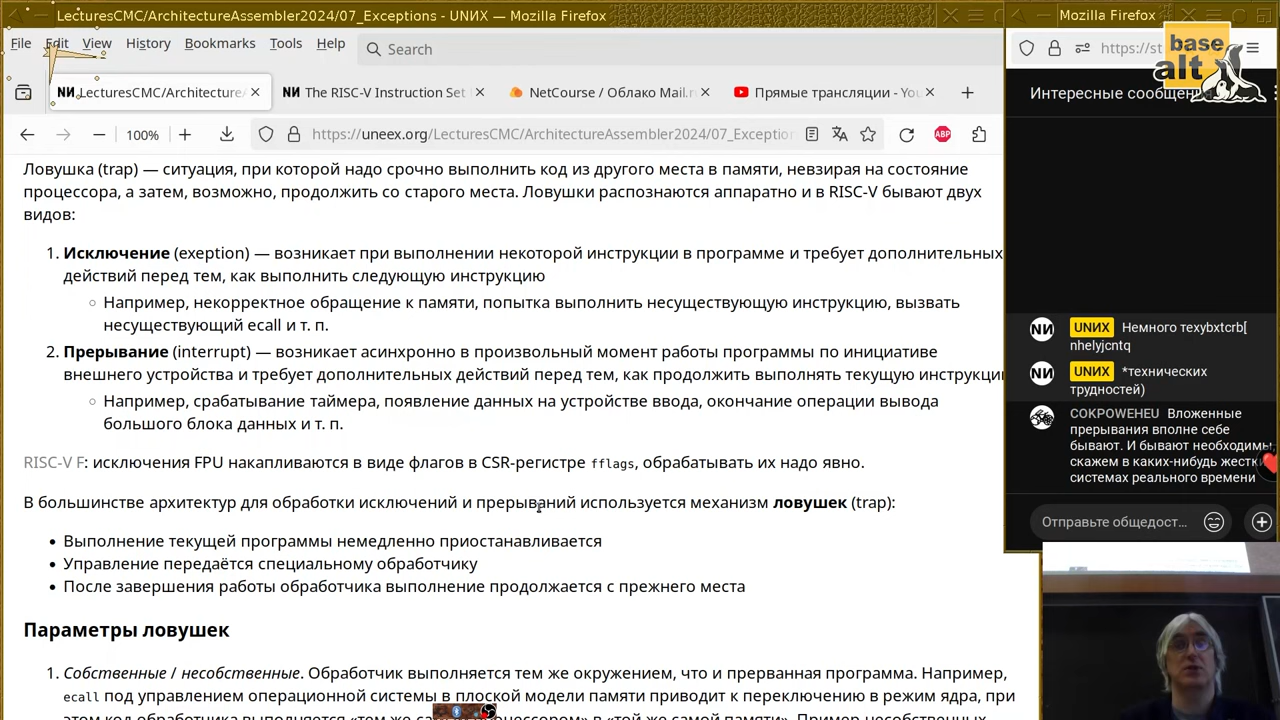 LecturesCMC/ArchitectureAssembler2024/07_Exceptions - UNИX — Mozilla Firefox
Mozilla Firefox
File Edit View History Bookmarks Tools Help
Search
https://st
base
alt
LecturesCMC/Architecture
The RISC-V Instruction Set
NetCourse / Облако Mail.r
Прямые трансляции - You
Интересные сообщен
100%
https://uneex.org/LecturesCMC/ArchitectureAssembler2024/07_Exceptio
ABP
Ловушка (trap) — ситуация, при которой надо срочно выполнить код из другого места в памяти, невзирая на состояние
процессора, а затем, возможно, продолжить со старого места. Ловушки распознаются аппаратно и в RISC-V бывают двух
видов:
1. Исключение (exeption) — возникает при выполнении некоторой инструкции в программе и требует дополнительных
действий перед тем, как выполнить следующую инструкцию
Например, некорректное обращение к памяти, попытка выполнить несуществующую инструкцию, вызвать
несуществующий ecall и т. п.
2. Прерывание (interrupt) — возникает асинхронно в произвольный момент работы программы по инициативе
внешнего устройства и требует дополнительных действий перед тем, как продолжить выполнять текущую инструкци
Например, срабатывание таймера, появление данных на устройстве ввода, окончание операции вывода
большого блока данных и т. п.
RISC-V F: исключения FPU накапливаются в виде флагов в CSR-регистре fflags, обрабатывать их надо явно.
В большинстве архитектур для обработки исключений и прерываний используется механизм ловушек (trap):
Выполнение текущей программы немедленно приостанавливается
Управление передаётся специальному обработчику
После завершения работы обработчика выполнение продолжается с прежнего места
Параметры ловушек
1. Собственные / несобственные. Обработчик выполняется тем же окружением, что и прерванная программа. Например,
ecall под управлением операционной системы в плоской модели памяти приводит к переключению в режим ядра, при
NИ UNИX Немного техуbxtcrb[
nhelyjcntq
NИ UNИX *технических
трудностей)
COKPOWEHEU Вложенные
прерывания вполне себе
бывают. И бывают необходимы
скажем в каких-нибудь жестк
системах реального времени
Отправьте общедост...